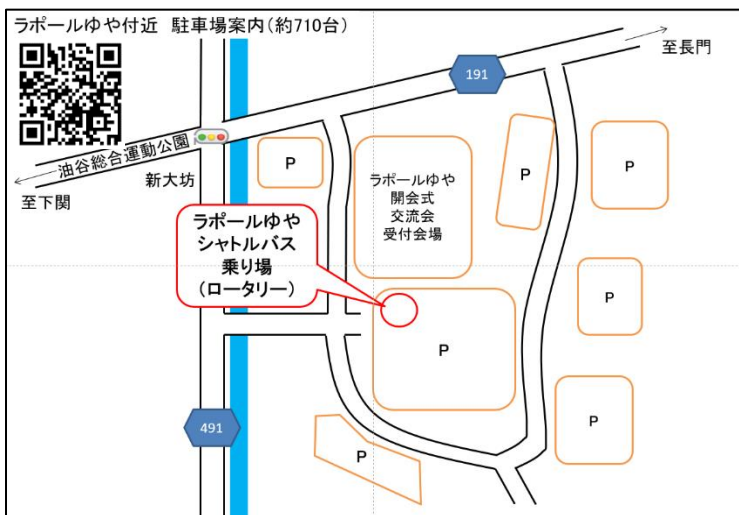 ラポールゆや付近　駐車場案内（約710台）
至長門
191
油谷総合運動公園
至下関
新大坊
P
ラポールゆや
開会式
交流会
受付会場
P
P
ラポールゆや
シャトルバス
乗り場
（ロータリー）
P
P
491
P
P